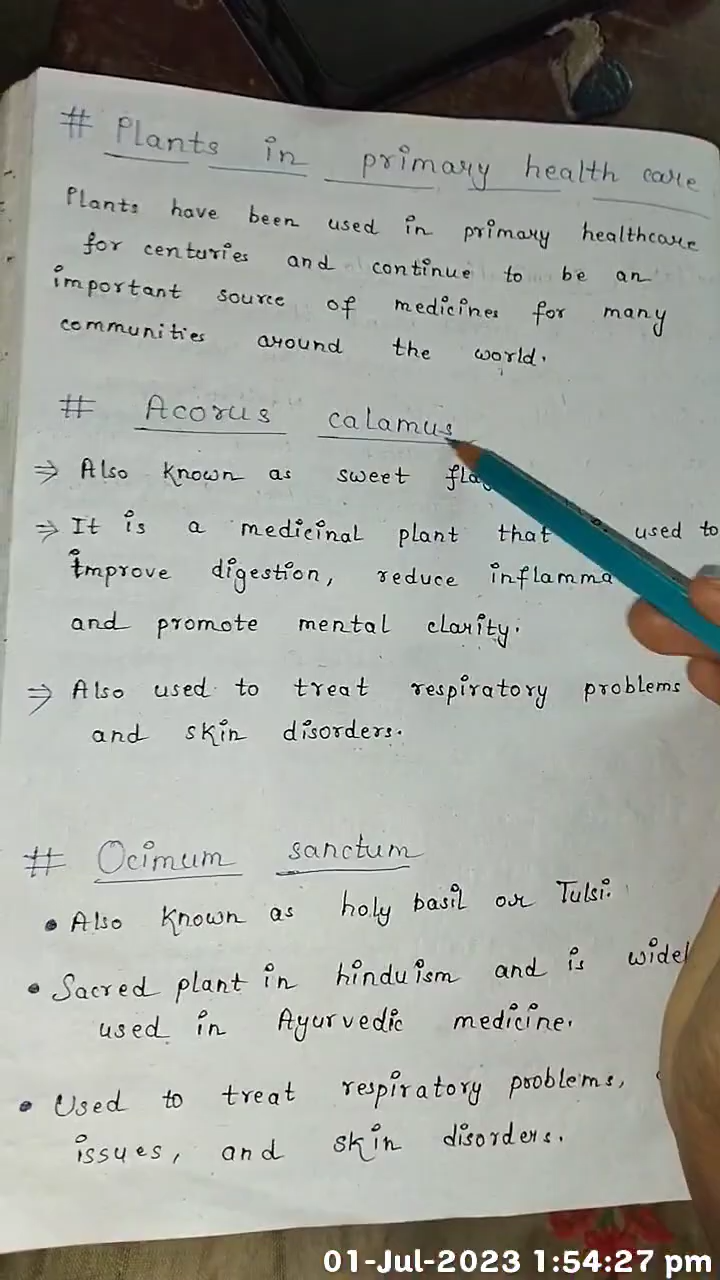 # Plants in primary health care
Plants have been used in primary healthcare
for centuries and continue to be an
important source of medicines for many
communities around the world.
# Acorus calamus
⇒ Also known as sweet
⇒ It is a medicinal plant that used to
improve digestion, reduce inflamma
and promote mental clarity.
⇒ Also used to treat respiratory problems
and skin disorders.
# Ocimum sanctum
• Also known as holy basil or Tulsi.
• Sacred plant in hinduism and is widel
used in Ayurvedic medicine.
• Used to treat respiratory problems,
issues, and skin disorders.
01-Jul-2023 1:54:27 pm